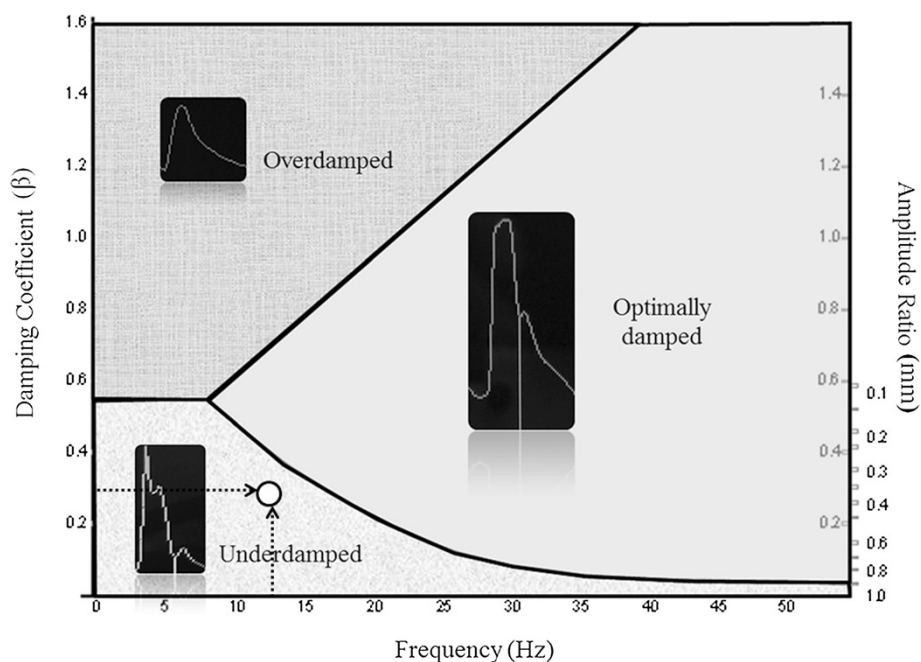 1.6
1.4
1.2
1.0
0.8
0.6
0.4
0.2
Damping Coefficient (β)
Overdamped
Optimally
damped
Underdamped
1.4
1.2
1.0
0.8
0.6
0.4
0.2
0.1
0.2
0.3
0.4
0.6
0.8
1.0
Amplitude Ratio (mm)
0 5 10 15 20 25 30 35 40 45 50
Frequency (Hz)